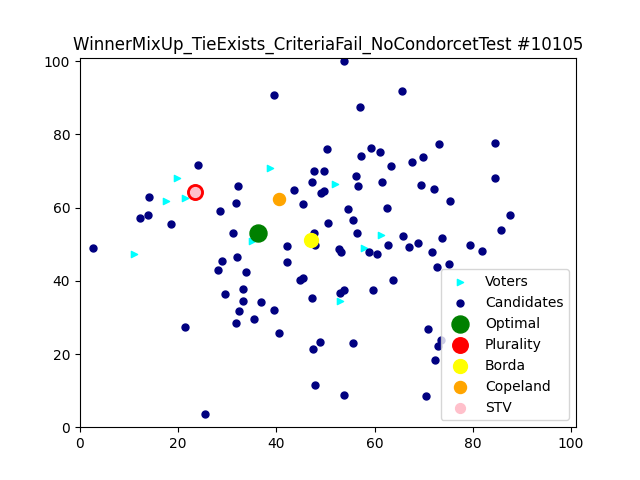 WinnerMixUp_TieExists_CriteriaFail_NoCondorcetTest #10105
100
80
60
40
20
0
0 20 40 60 80 100
Voters
Candidates
Optimal
Plurality
Borda
Copeland
STV